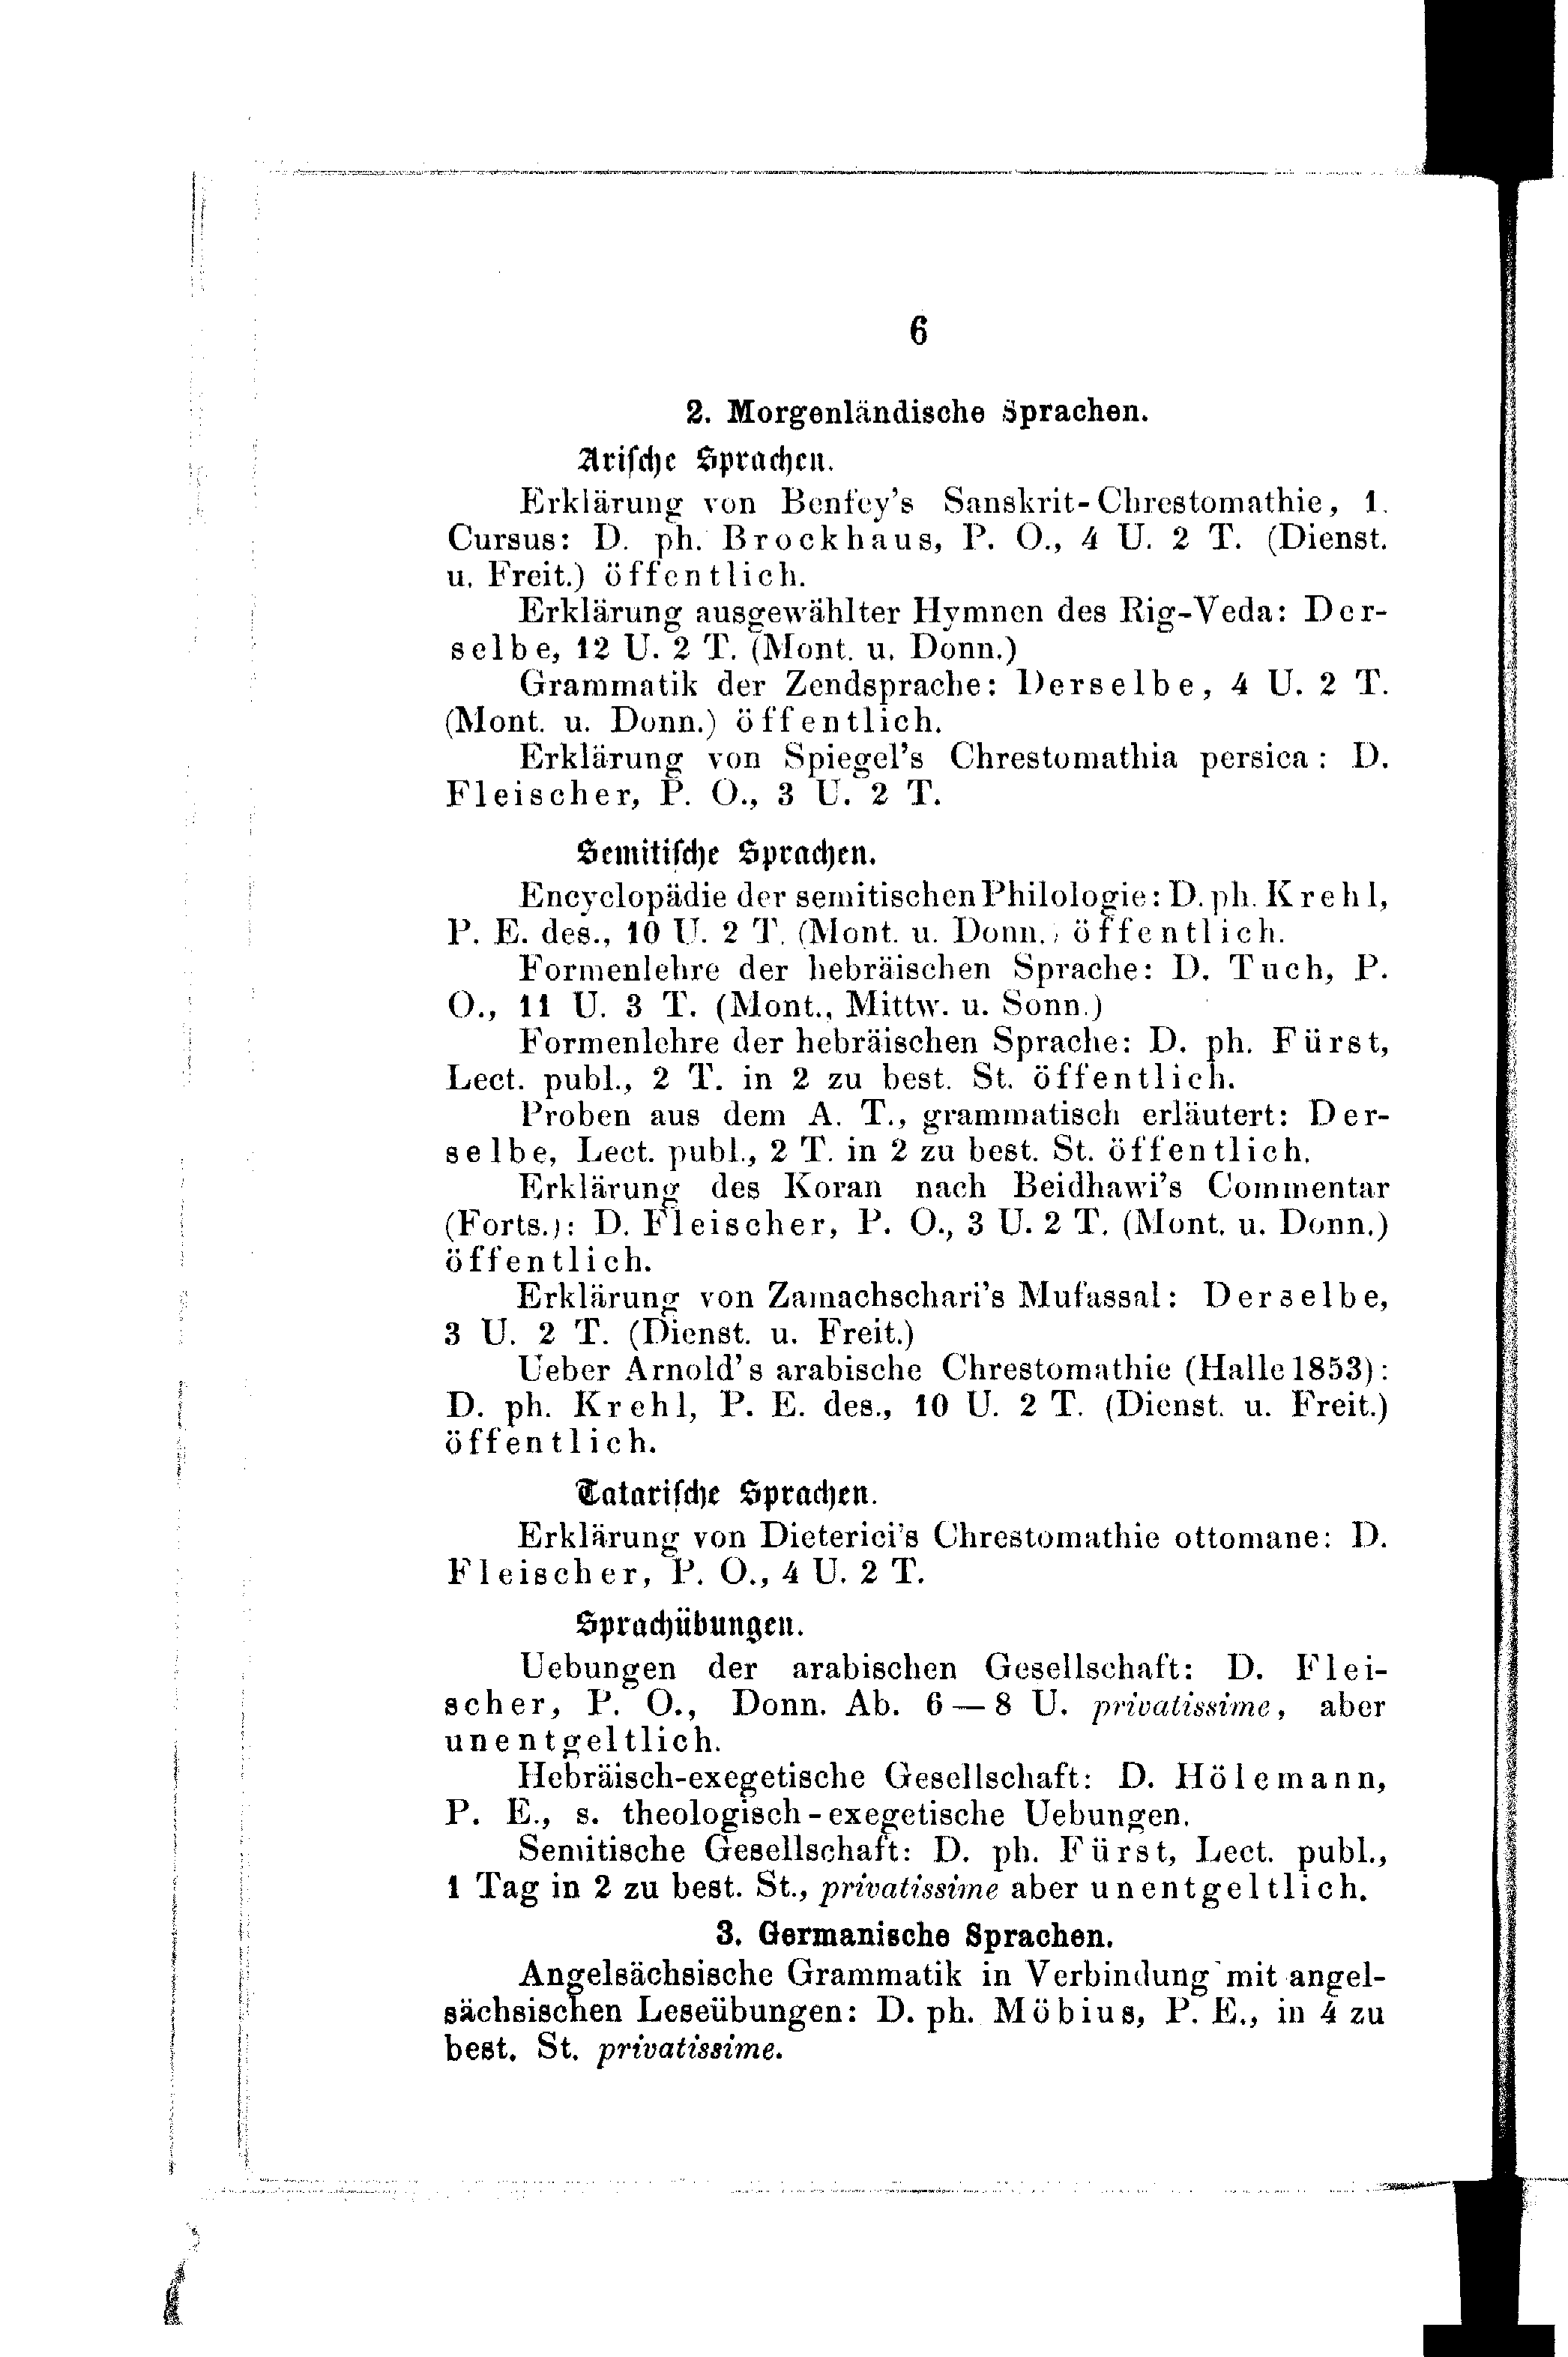 6
2. Morgenländische Sprachen.
Arische Sprachen.
Erklärung von Benfey's Sanskrit-Chrestomathie, 1.
Cursus: D. ph. Brockhaus, P. O., 4 U. 2 T. (Dienst.
u. Freit.) öffentlich.
Erklärung ausgewählter Hymnen des Rig-Veda: Der-
selbe, 12 U. 2 T. (Mont. u. Donn.)
Grammatik der Zendsprache: Derselbe, 4 U. 2 T.
(Mont. u. Donn.) öffentlich.
Erklärung von Spiegel's Chrestomathia persica: D.
Fleischer, P. O., 3 U. 2 T.
Semitische Sprachen.
Encyclopädie der semitischen Philologie: D. ph. Krehl,
P. E. des., 10 U. 2 T. (Mont. u. Donn.) öffentlich.
Formenlehre der hebräischen Sprache: D. Tuch, P.
O., 11 U. 3 T. (Mont., Mittw. u. Sonn.)
Formenlehre der hebräischen Sprache: D. ph. Fürst,
Lect. publ., 2 T. in 2 zu best. St. öffentlich.
Proben aus dem A. T., grammatisch erläutert: Der-
selbe, Lect. publ., 2 T. in 2 zu best. St. öffentlich.
Erklärung des Koran nach Beidhawi's Commentar
(Forts.): D. Fleischer, P. O., 3 U. 2 T. (Mont. u. Donn.)
öffentlich.
Erklärung von Zamachschari's Mufassal: Derselbe,
3 U. 2 T. (Dienst. u. Freit.)
Ueber Arnold's arabische Chrestomathie (Halle 1853):
D. ph. Krehl, P. E. des., 10 U. 2 T. (Dienst. u. Freit.)
öffentlich.
Tatarische Sprachen.
Erklärung von Dieterici's Chrestomathie ottomane: D.
Fleischer, P. O., 4 U. 2 T.
Sprachübungen.
Uebungen der arabischen Gesellschaft: D. Flei-
scher, P. O., Donn. Ab. 6 — 8 U. privatissime, aber
unentgeltlich.
Hebräisch-exegetische Gesellschaft: D. Hölemann,
P. E., s. theologisch-exegetische Uebungen.
Semitische Gesellschaft: D. ph. Fürst, Lect. publ.,
1 Tag in 2 zu best. St., privatissime aber unentgeltlich.
3. Germanische Sprachen.
Angelsächsische Grammatik in Verbindung mit angel-
sächsischen Leseübungen: D. ph. Möbius, P. E., in 4 zu
best. St. privatissime.